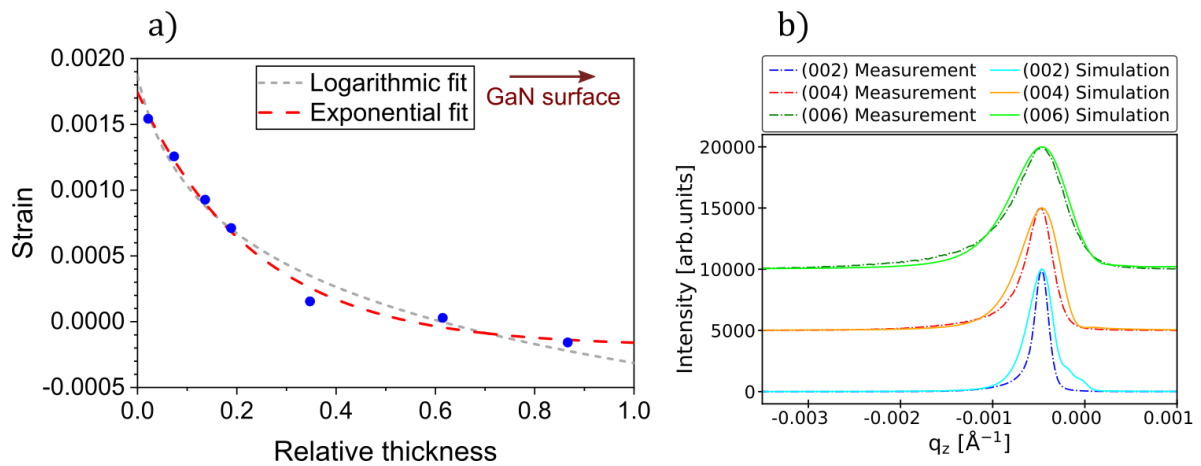 a)
0.0020
0.0015
0.0010
0.0005
0.0000
-0.0005
Strain
Logarithmic fit
Exponential fit
GaN surface
0.0 0.2 0.4 0.6 0.8 1.0
Relative thickness
b)
(002) Measurement (002) Simulation
(004) Measurement (004) Simulation
(006) Measurement (006) Simulation
20000
15000
10000
5000
0
Intensity [arb.units]
-0.003 -0.002 -0.001 0.000 0.001
q_z [Å⁻¹]